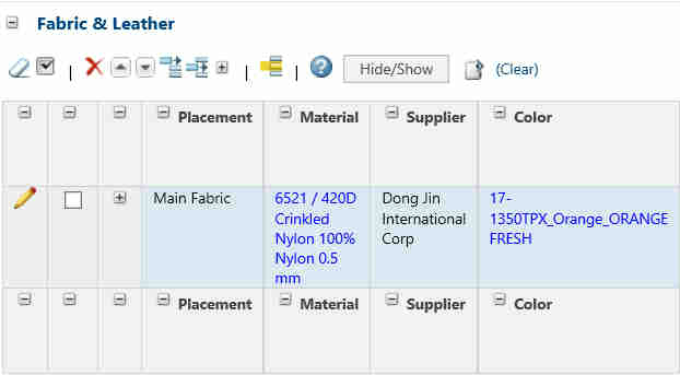 Fabric & Leather
Hide/Show (Clear)
Placement Material Supplier Color
Main Fabric 6521 / 420D Dong Jin 17-
Crinkled International 1350TPX_Orange_ORANGE
Nylon 100% Corp FRESH
Nylon 0.5
mm
Placement Material Supplier Color